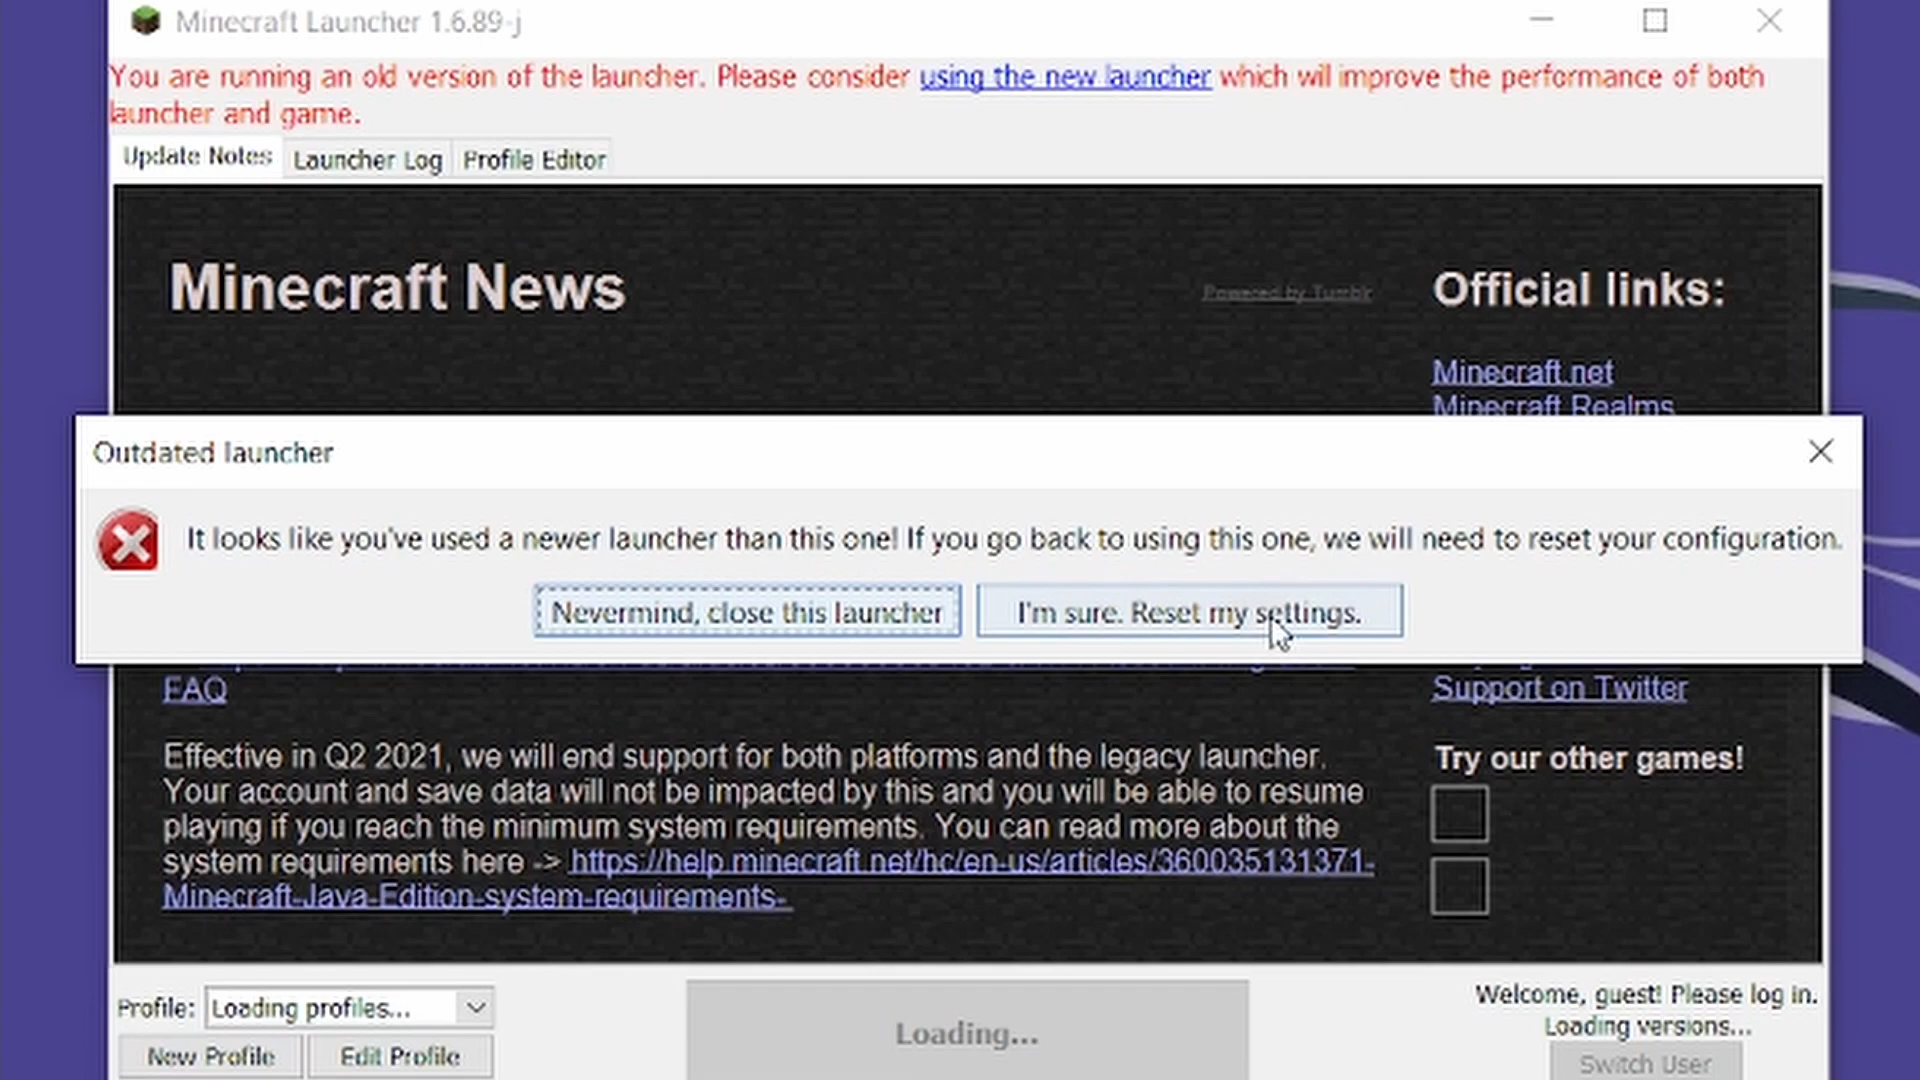 Minecraft Launcher 1.6.89-j
You are running an old version of the launcher. Please consider using the new launcher which will improve the performance of both
launcher and game.
Update Notes Launcher Log Profile Editor
Minecraft News
Powered by Tumblr
Official links:
Minecraft.net
Minecraft Realms
Outdated launcher
It looks like you've used a newer launcher than this one! If you go back to using this one, we will need to reset your configuration.
Nevermind, close this launcher I'm sure. Reset my settings.
FAQ
Support on Twitter
Effective in Q2 2021, we will end support for both platforms and the legacy launcher.
Your account and save data will not be impacted by this and you will be able to resume
playing if you reach the minimum system requirements. You can read more about the
system requirements here -> https://help.minecraft.net/hc/en-us/articles/360035131371-
Minecraft-Java-Edition-system-requirements-
Try our other games!
Profile: Loading profiles...
New Profile Edit Profile
Loading...
Welcome, guest! Please log in.
Loading versions...
Switch User